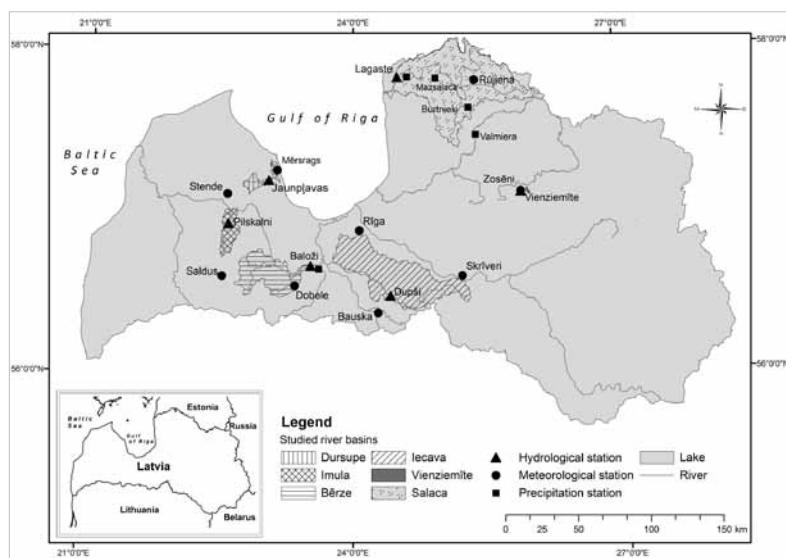 21°0'0"E 24°0'0"E 27°0'0"E
58°0'0"N 58°0'0"N
Lagaste
Mazsalaca
Rūjiena
Gulf of Riga
Burtnieki
Valmiera
Baltic
Sea
Mērsrags
Stende
Jaunpļavas
Zosēni
Vienziemīte
Pilskalni
Rīga
Baloži
Skrīveri
Saldus
Dobele
Dupši
Bauska
56°0'0"N 56°0'0"N
Baltic
Sea
Gulf
of Riga
Estonia
Russia
Latvia
Lithuania
Belarus
Legend
Studied river basins
Dursupe Iecava Hydrological station Lake
Imula Vienziemīte Meteorological station River
Bērze Salaca Precipitation station
0 25 50 100 150 km
21°0'0"E 24°0'0"E 27°0'0"E